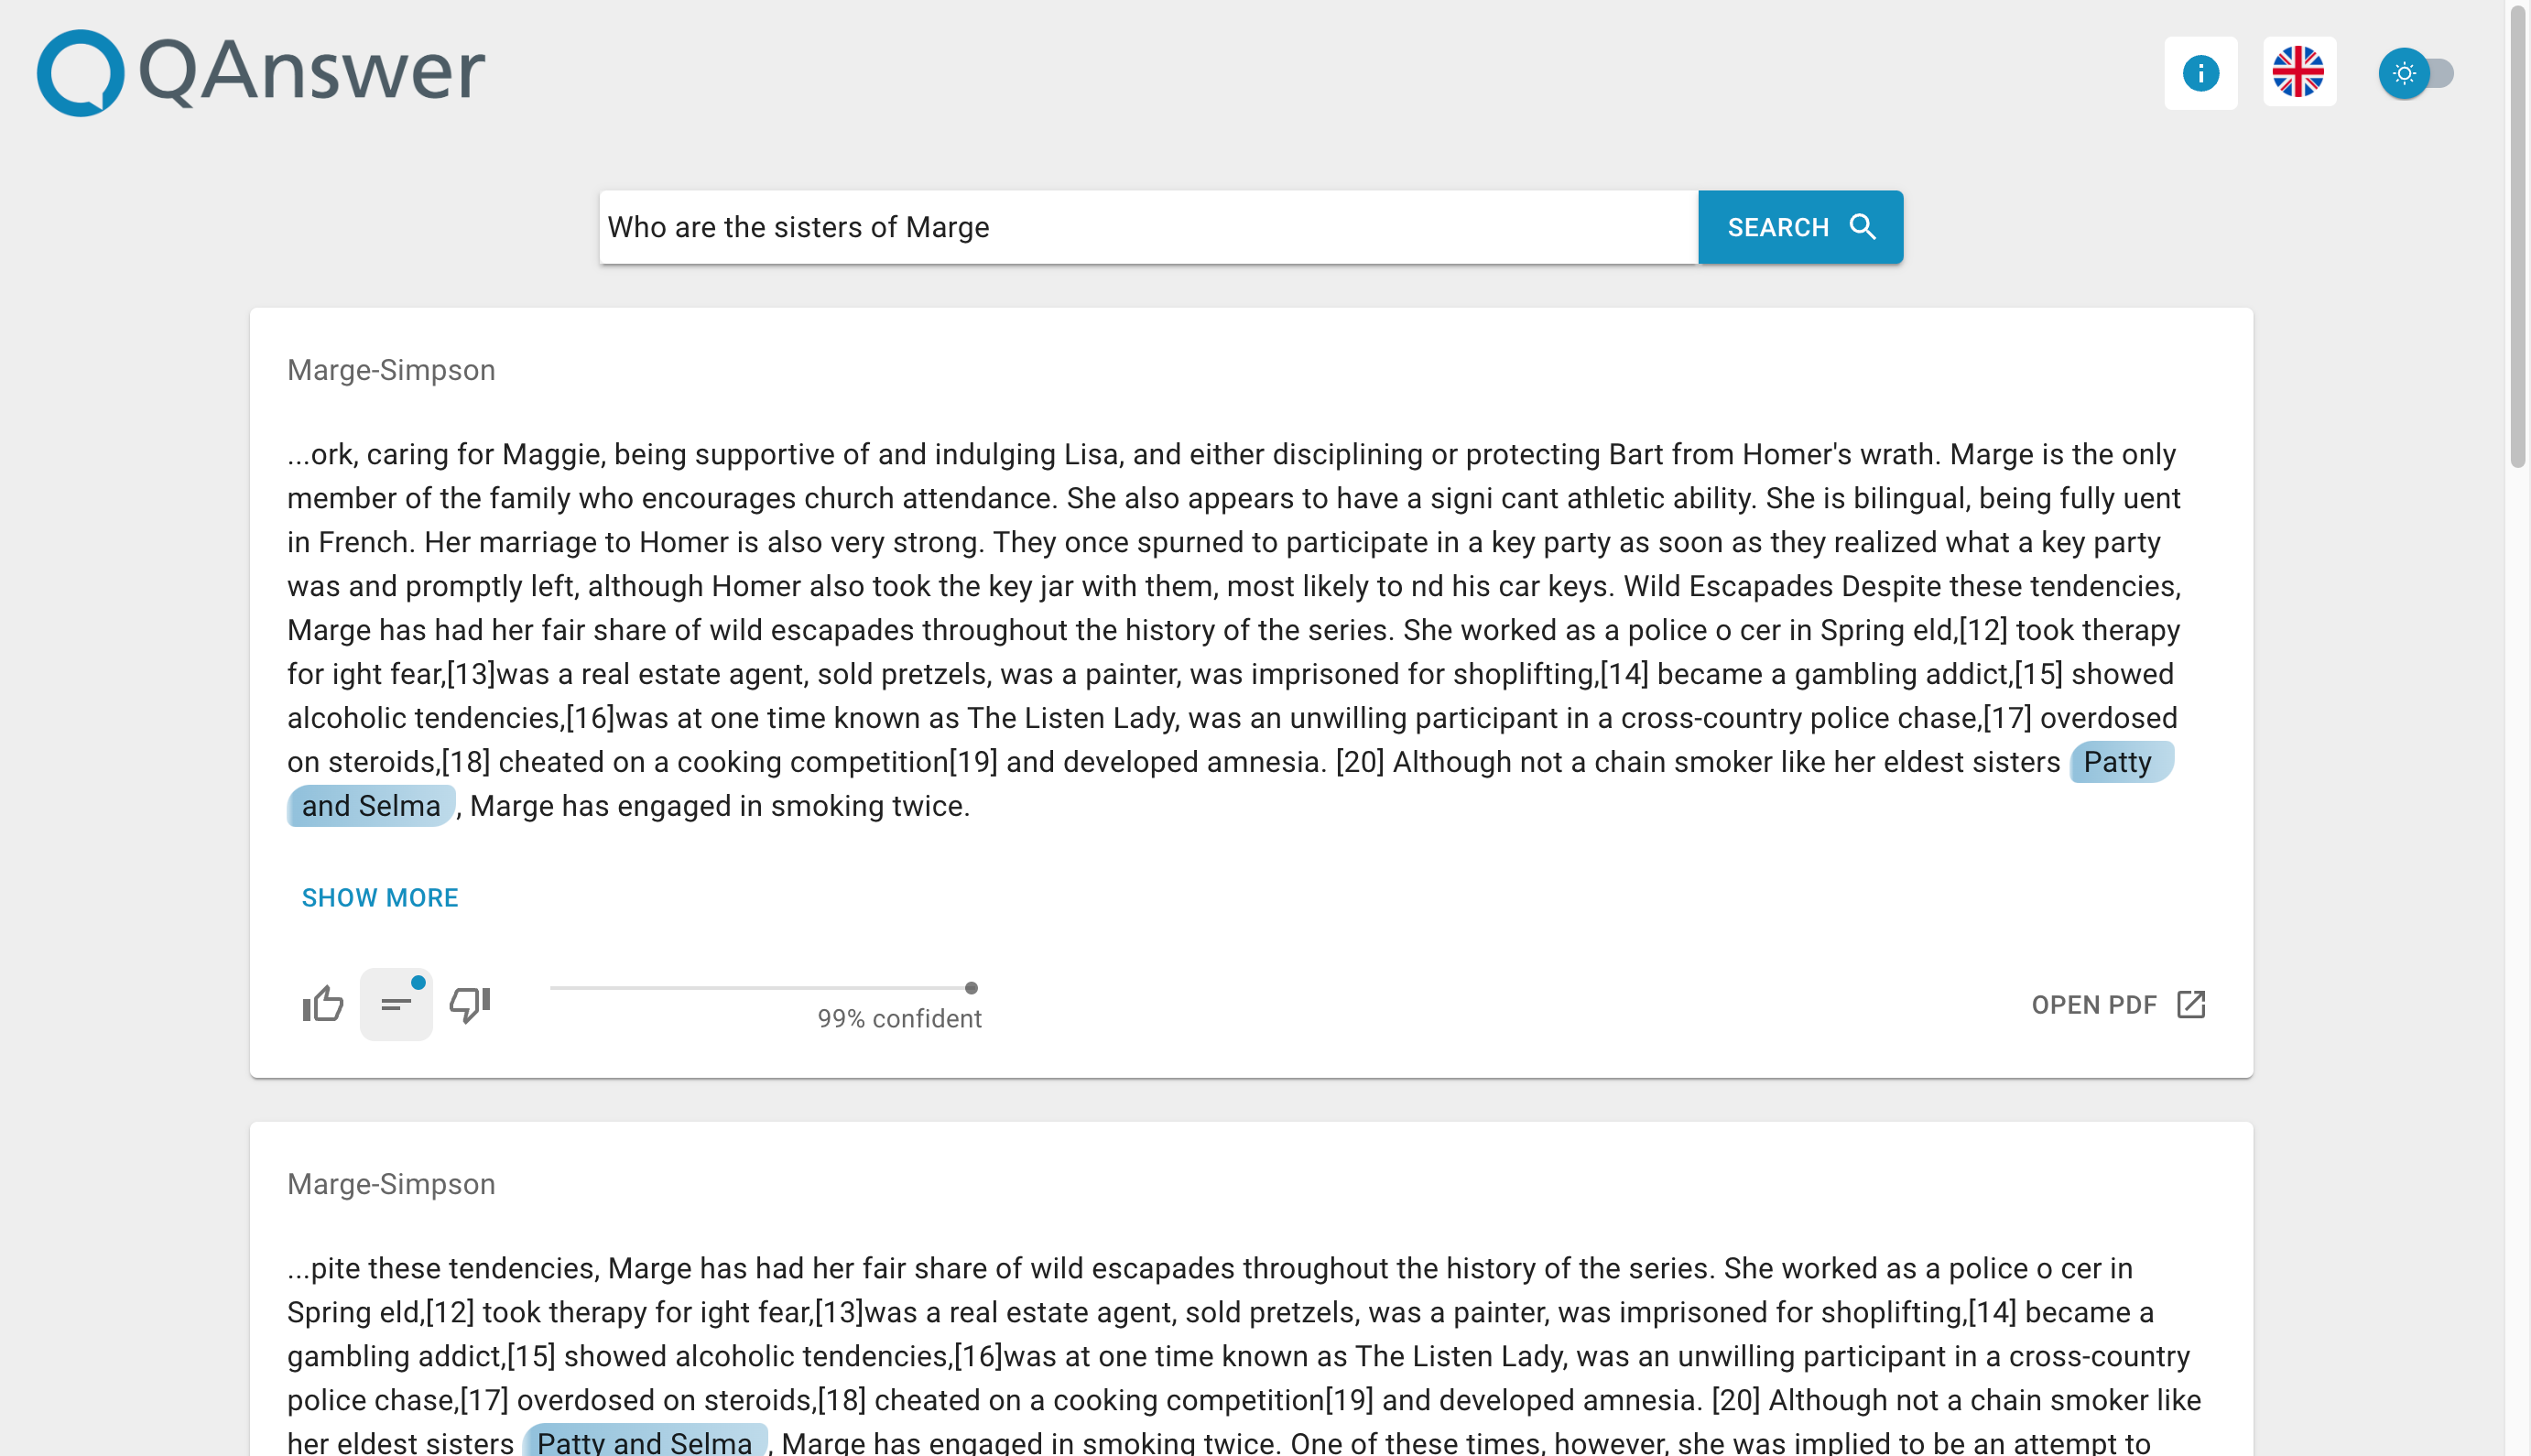 QAnswer
Who are the sisters of Marge
SEARCH
Marge-Simpson
...ork, caring for Maggie, being supportive of and indulging Lisa, and either disciplining or protecting Bart from Homer's wrath. Marge is the only
member of the family who encourages church attendance. She also appears to have a signi cant athletic ability. She is bilingual, being fully uent
in French. Her marriage to Homer is also very strong. They once spurned to participate in a key party as soon as they realized what a key party
was and promptly left, although Homer also took the key jar with them, most likely to nd his car keys. Wild Escapades Despite these tendencies,
Marge has had her fair share of wild escapades throughout the history of the series. She worked as a police o cer in Spring eld,[12] took therapy
for ight fear,[13]was a real estate agent, sold pretzels, was a painter, was imprisoned for shoplifting,[14] became a gambling addict,[15] showed
alcoholic tendencies,[16]was at one time known as The Listen Lady, was an unwilling participant in a cross-country police chase,[17] overdosed
on steroids,[18] cheated on a cooking competition[19] and developed amnesia. [20] Although not a chain smoker like her eldest sisters Patty
and Selma, Marge has engaged in smoking twice.
SHOW MORE
99% confident
OPEN PDF
Marge-Simpson
...pite these tendencies, Marge has had her fair share of wild escapades throughout the history of the series. She worked as a police o cer in
Spring eld,[12] took therapy for ight fear,[13]was a real estate agent, sold pretzels, was a painter, was imprisoned for shoplifting,[14] became a
gambling addict,[15] showed alcoholic tendencies,[16]was at one time known as The Listen Lady, was an unwilling participant in a cross-country
police chase,[17] overdosed on steroids,[18] cheated on a cooking competition[19] and developed amnesia. [20] Although not a chain smoker like
her eldest sisters Patty and Selma, Marge has engaged in smoking twice. One of these times, however, she was implied to be an attempt to